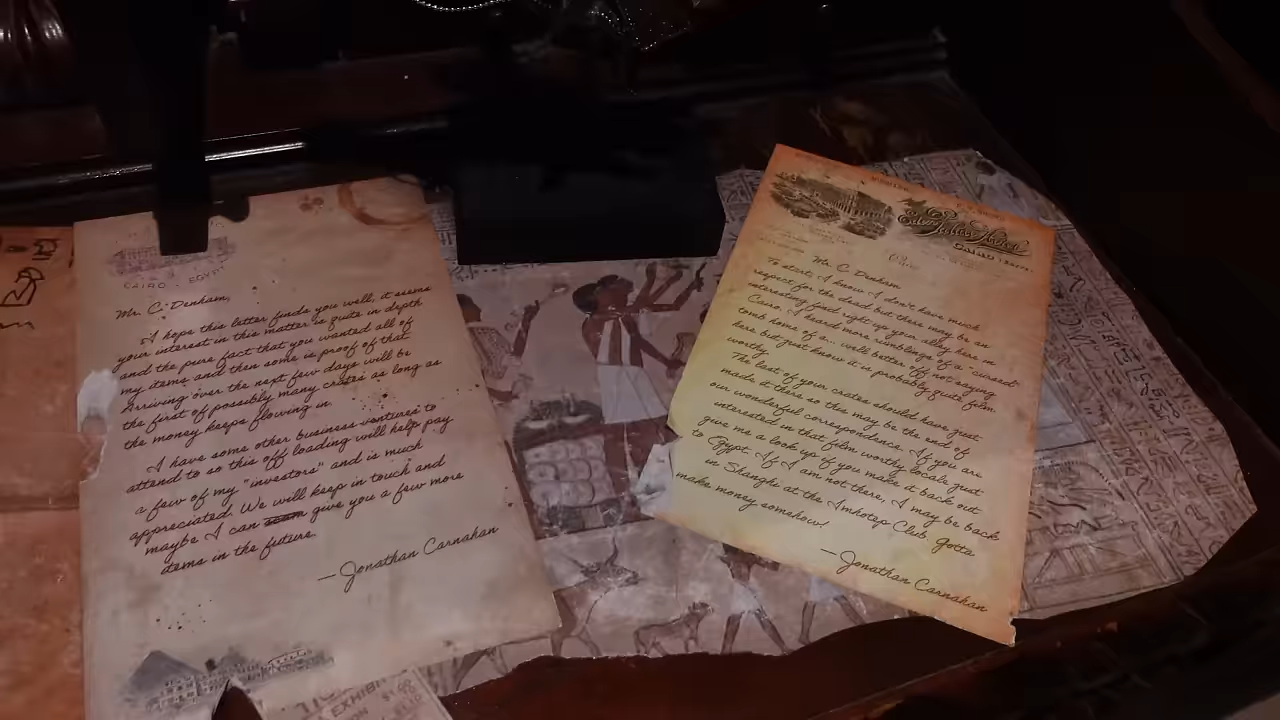 CAIRO - EGYPT
Mr. C. Denham,
I hope this latter finds you well, it seems
your interest in this matter is quite in depth
and the pure fact that you wanted all of
my items and then some is proof of that.
Arriving over the next few days will be
the first of possibly many crates as long as
the money keeps flowing in.
I have some other business ventures to
attend to so this off loading will help pay
a few of my "investors" and is much
appreciated. We will keep in touch and
maybe I can give you a few more
items in the future.
—Jonathan Carnahan
EXHIBI
$1.00
Mr. C. Denham
To start, I know I don't have much
respect for the dead but there may be an
interesting find right up your alley here in
Cairo. I heard more rumblings of a "cursed"
tomb home of a... well better off not saying
here but just know it is probably quite film
worthy.
The last of your crates should have just
made it there so this may be the end of
our wonderful correspondence. If you are
interested in that film worthy locale just
give me a look up if you make it back out
to Egypt. If I am not there, I may be back
in Shanghai at the Imhotep Club. Gotta
make money somehow!
—Jonathan Carnahan